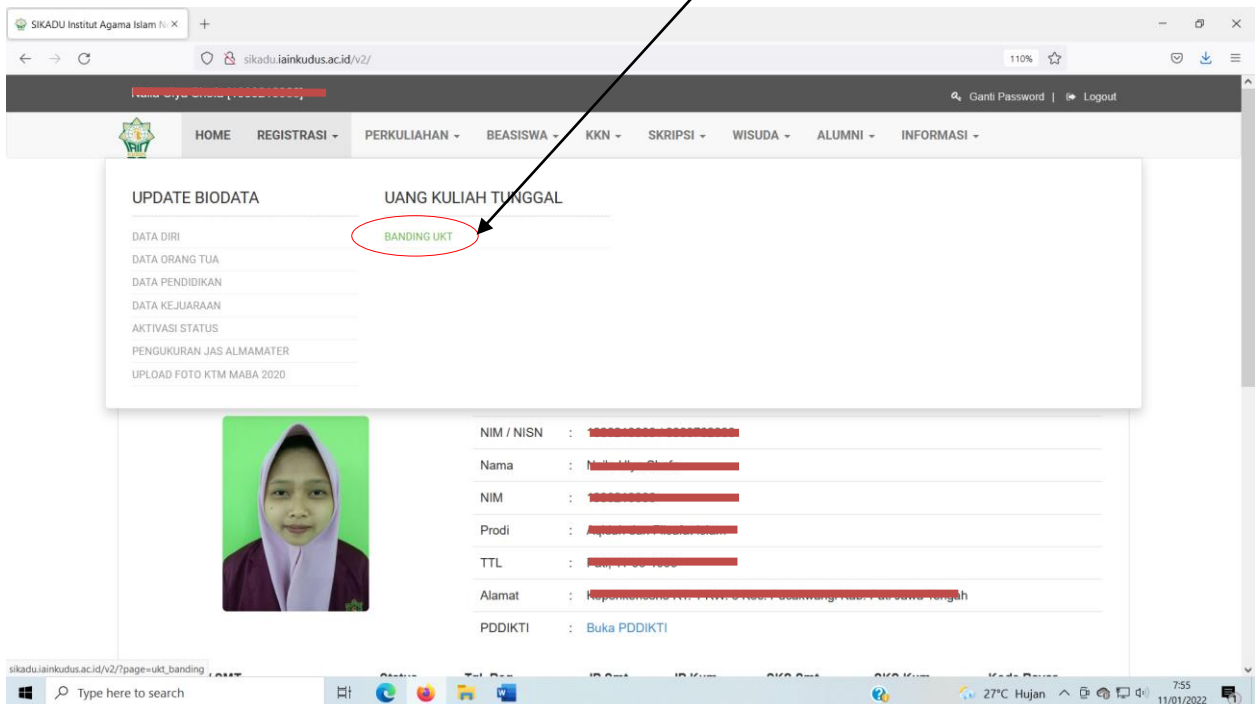 SIKADU Institut Agama Islam N
sikadu.iainkudus.ac.id/v2/
110%
Ganti Password | Logout
HOME REGISTRASI PERKULIAHAN BEASISWA KKN SKRIPSI WISUDA ALUMNI INFORMASI
UPDATE BIODATA
DATA DIRI
DATA ORANG TUA
DATA PENDIDIKAN
DATA KEJUARAAN
AKTIVASI STATUS
PENGUKURAN JAS ALMAMATER
UPLOAD FOTO KTM MABA 2020
UANG KULIAH TUNGGAL
BANDING UKT
NIM / NISN :
Nama :
NIM :
Prodi :
TTL :
Alamat :
PDDIKTI : Buka PDDIKTI
sikadu.iainkudus.ac.id/v2/?page=ukt_banding
Type here to search
27°C Hujan
7:55
11/01/2022